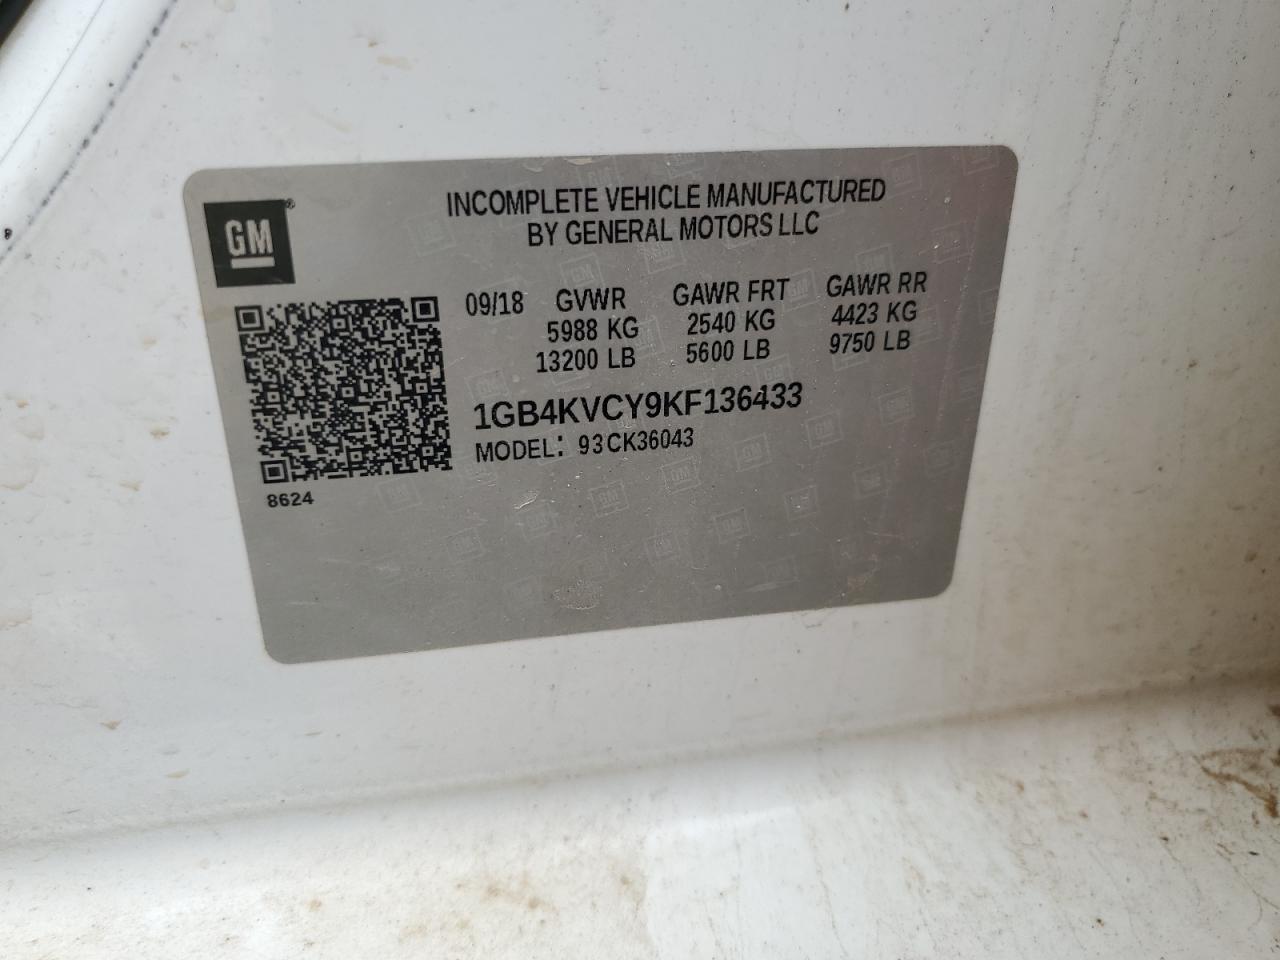 INCOMPLETE VEHICLE MANUFACTURED
BY GENERAL MOTORS LLC
GM®
09/18 GVWR GAWR FRT GAWR RR
5988 KG 2540 KG 4423 KG
13200 LB 5600 LB 9750 LB
1GB4KVCY9KF136433
MODEL: 93CK36043
8624